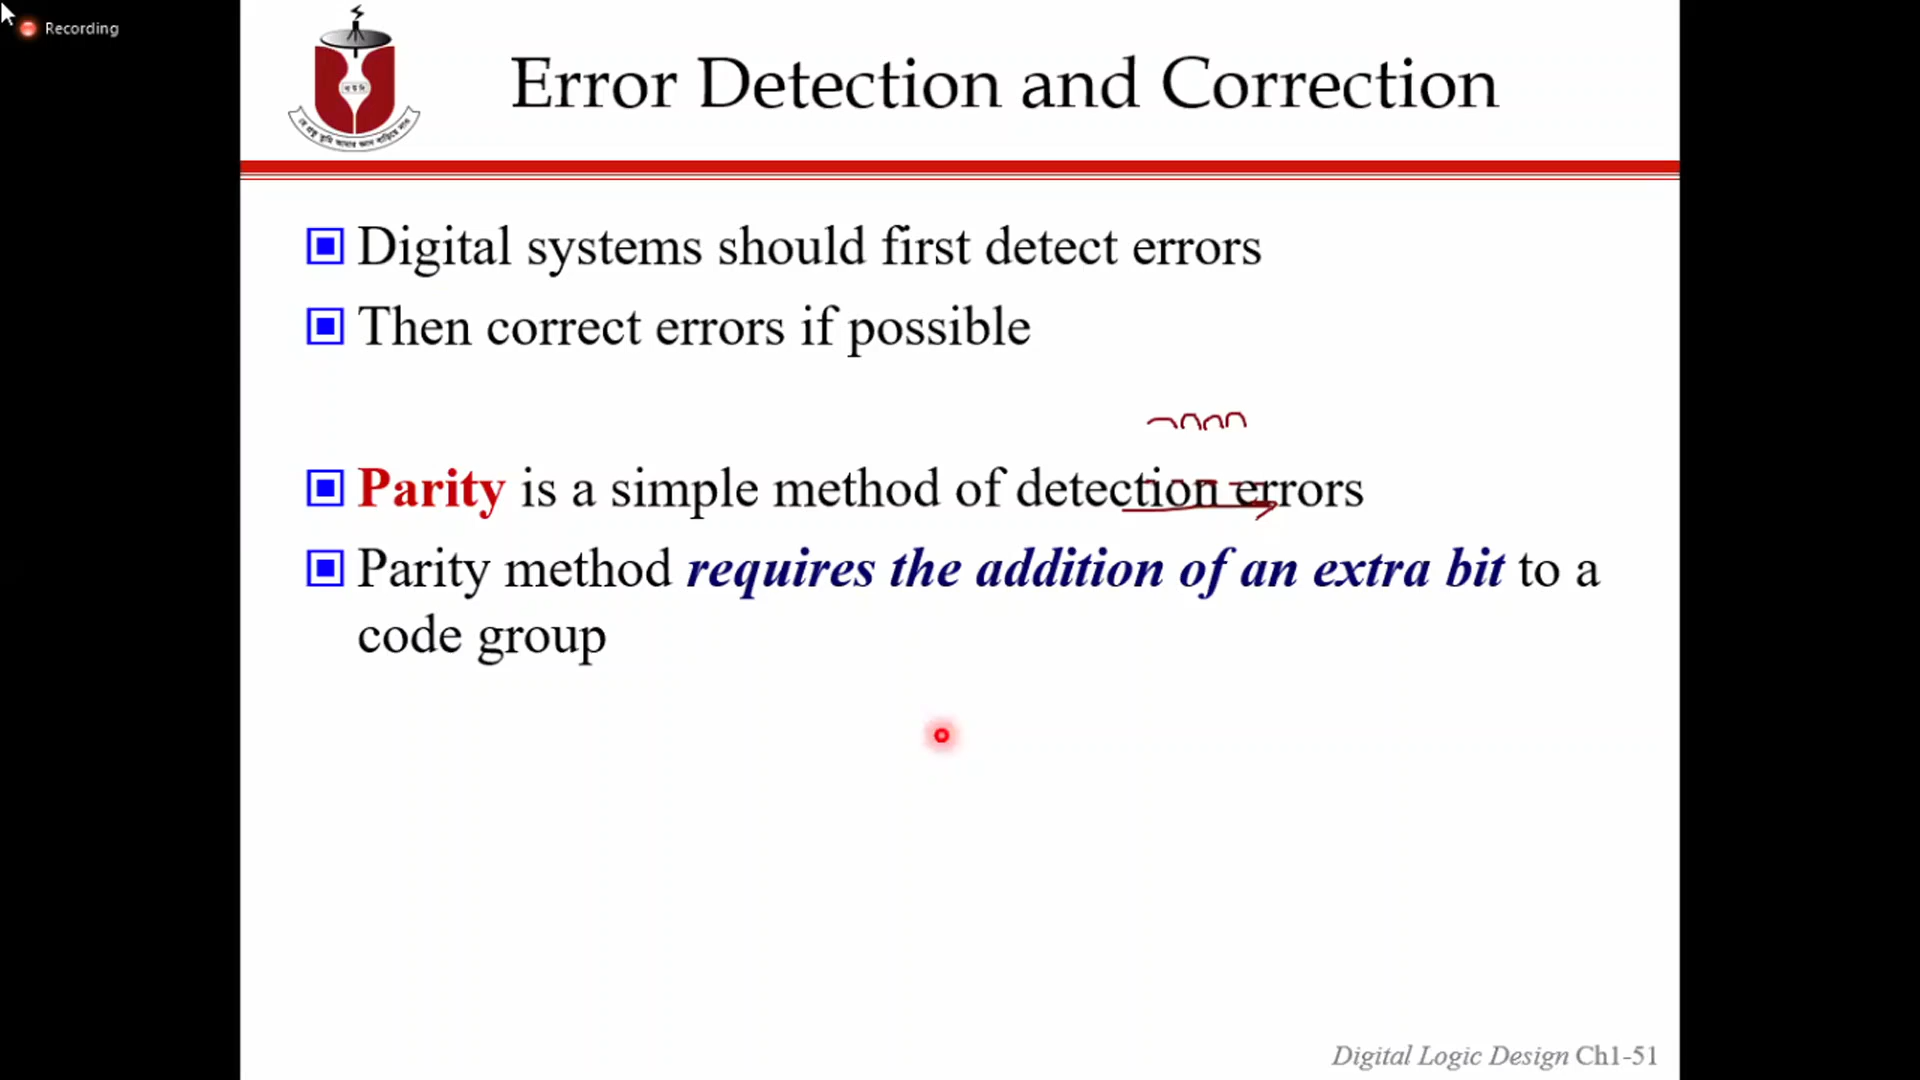 Recording
Error Detection and Correction
Digital systems should first detect errors
Then correct errors if possible
Parity is a simple method of detection errors
Parity method requires the addition of an extra bit to a
code group
Digital Logic Design Ch1-51